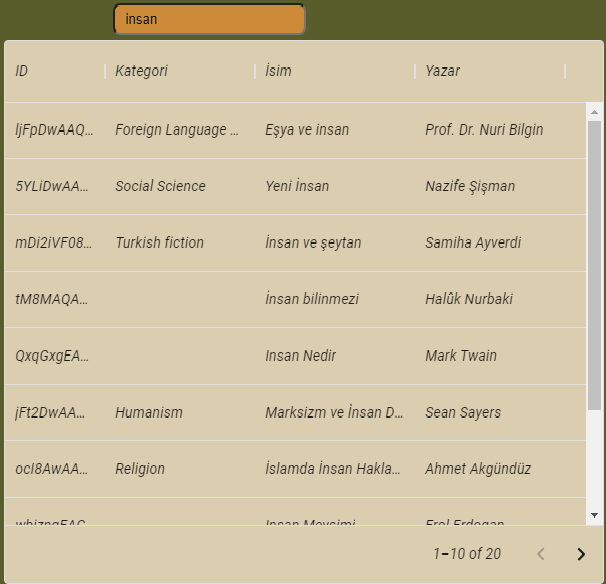 insan
ID Kategori İsim Yazar
ljFpDwAAQ... Foreign Language ... Eşya ve insan Prof. Dr. Nuri Bilgin
5YLiDwAA... Social Science Yeni İnsan Nazife Şişman
mDi2iVF08... Turkish fiction İnsan ve şeytan Samiha Ayverdi
tM8MAQA... İnsan bilinmezi Halûk Nurbaki
QxqGxgEA... Insan Nedir Mark Twain
jFt2DwAA... Humanism Marksizm ve İnsan D... Sean Sayers
ocI8AwAA... Religion İslamda İnsan Hakla... Ahmet Akgündüz
İnsan Mevsimi Erol Erdogan
1–10 of 20